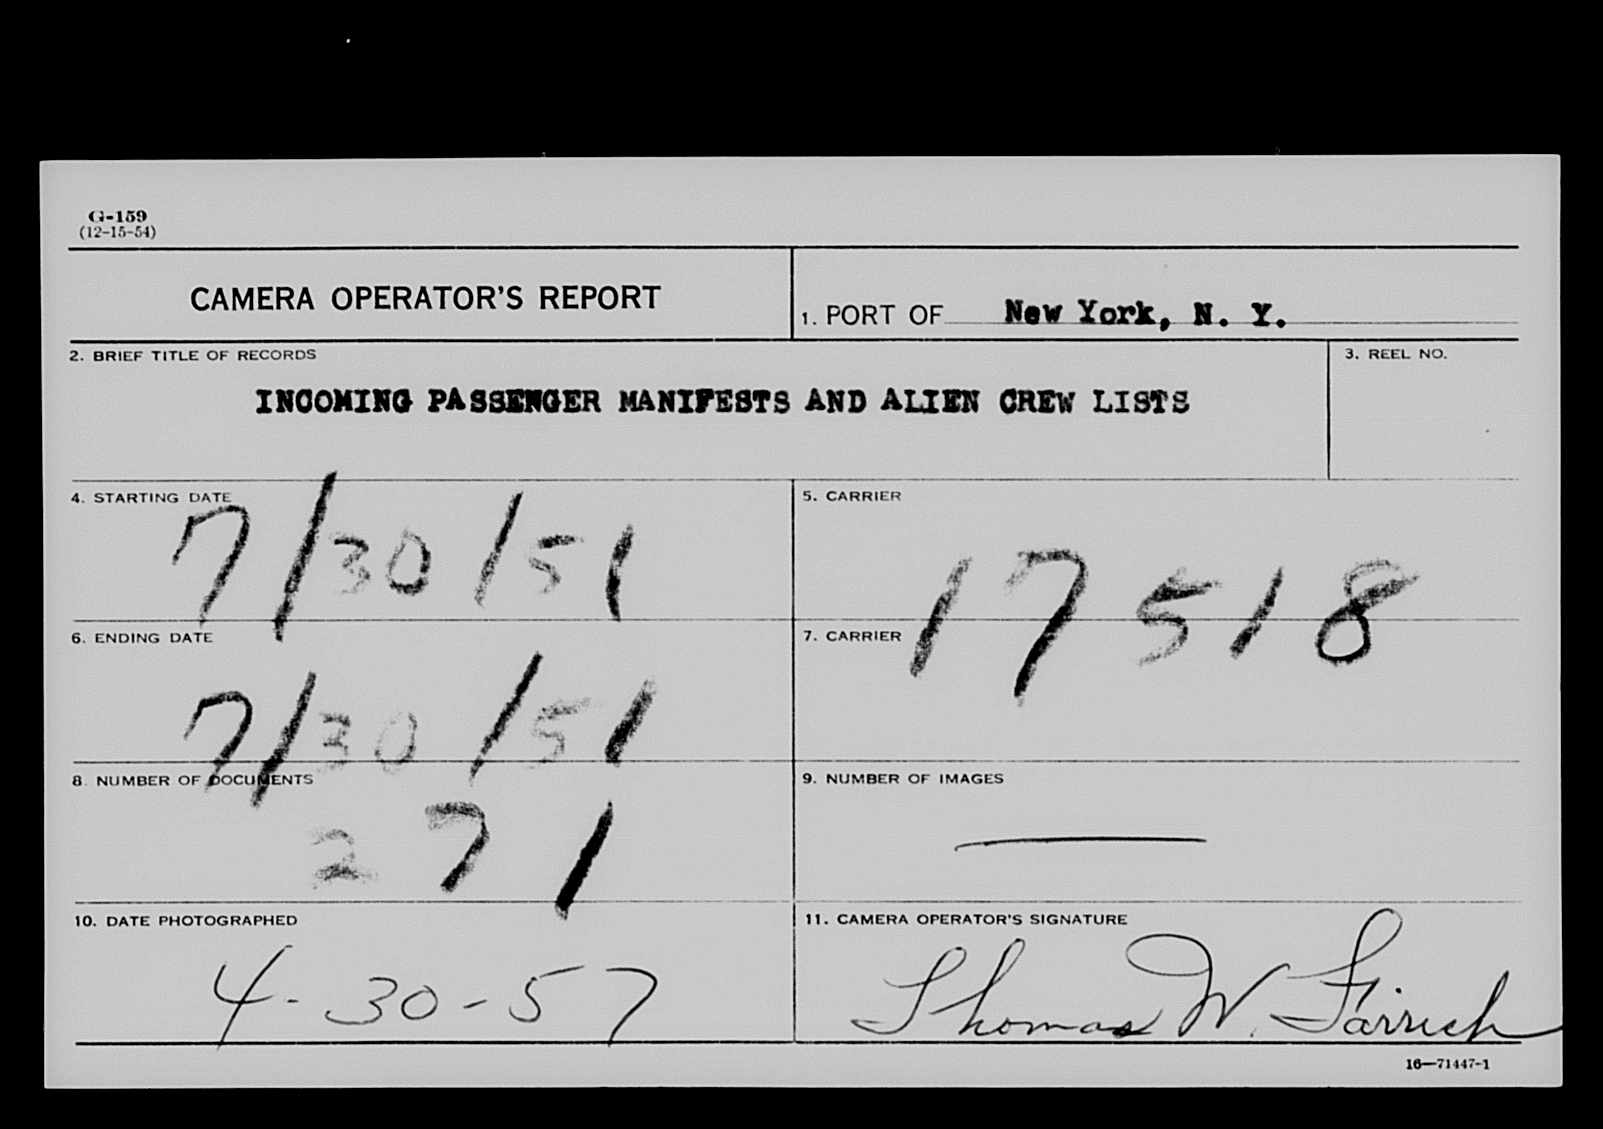 G-159
(12-15-54)
CAMERA OPERATOR'S REPORT
1. PORT OF New York, N. Y.
2. BRIEF TITLE OF RECORDS
3. REEL NO.
INCOMING PASSENGER MANIFESTS AND ALIEN CREW LISTS
4. STARTING DATE
7/30/51
5. CARRIER
17518
6. ENDING DATE
7/30/51
7. CARRIER
8. NUMBER OF DOCUMENTS
271
9. NUMBER OF IMAGES
10. DATE PHOTOGRAPHED
4-30-57
11. CAMERA OPERATOR'S SIGNATURE
Thomas W.
16—71447-1